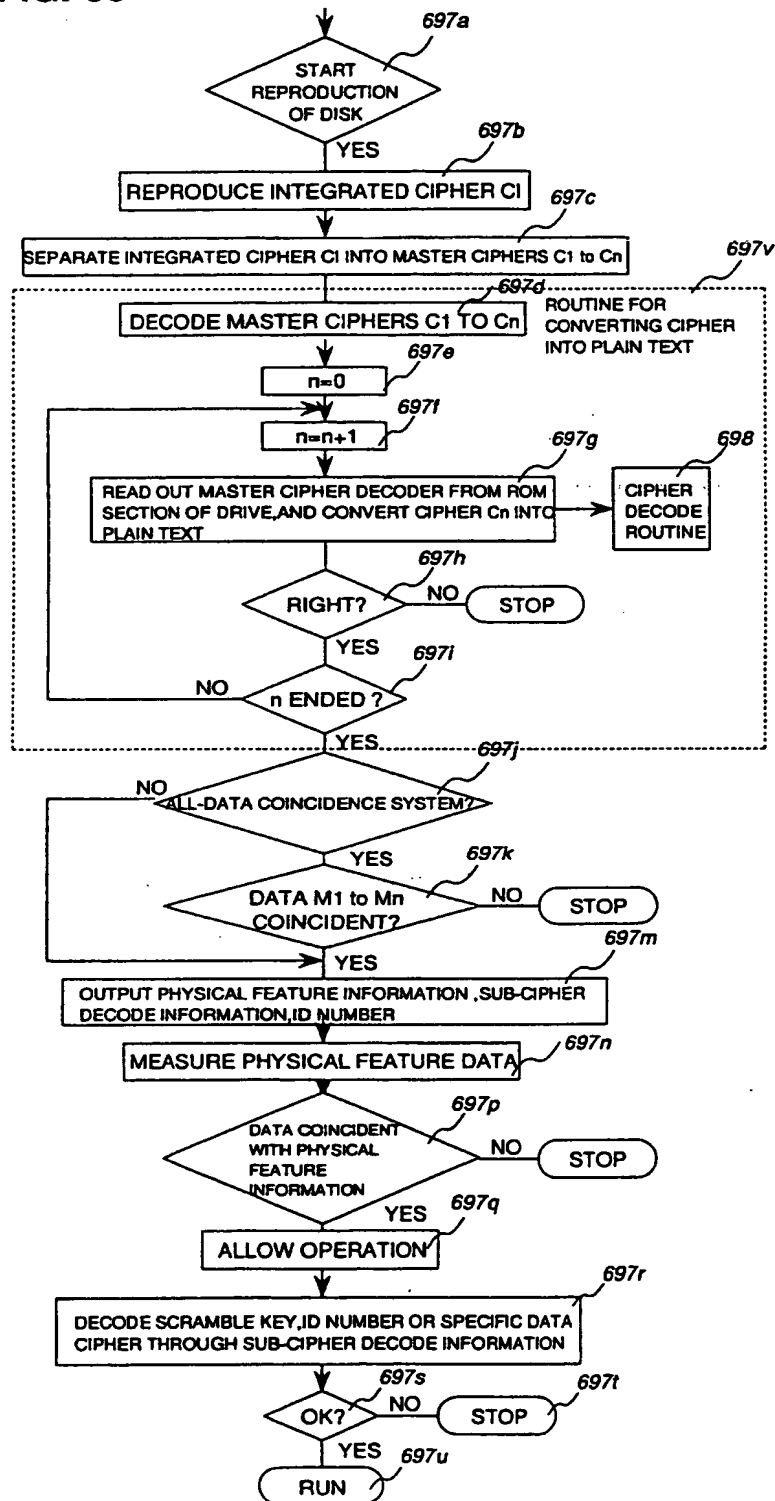 697a
START
REPRODUCTION
OF DISK
YES
697b
REPRODUCE INTEGRATED CIPHER CI
697c
SEPARATE INTEGRATED CIPHER CI INTO MASTER CIPHERS C1 to Cn
697v
697d
DECODE MASTER CIPHERS C1 TO Cn
ROUTINE FOR
CONVERTING CIPHER
INTO PLAIN TEXT
697e
n=0
697f
n=n+1
697g
READ OUT MASTER CIPHER DECODER FROM ROM
SECTION OF DRIVE,AND CONVERT CIPHER Cn INTO
PLAIN TEXT
698
CIPHER
DECODE
ROUTINE
697h
RIGHT?
NO
STOP
YES
697i
NO
n ENDED ?
YES
697j
NO
ALL-DATA COINCIDENCE SYSTEM?
YES
697k
DATA M1 to Mn
COINCIDENT?
NO
STOP
YES
697m
OUTPUT PHYSICAL FEATURE INFORMATION ,SUB-CIPHER
DECODE INFORMATION,ID NUMBER
697n
MEASURE PHYSICAL FEATURE DATA
697p
DATA COINCIDENT
WITH PHYSICAL
FEATURE
INFORMATION
NO
STOP
YES
697q
ALLOW OPERATION
697r
DECODE SCRAMBLE KEY,ID NUMBER OR SPECIFIC DATA
CIPHER THROUGH SUB-CIPHER DECODE INFORMATION
697s
OK?
NO
STOP
697t
YES
697u
RUN